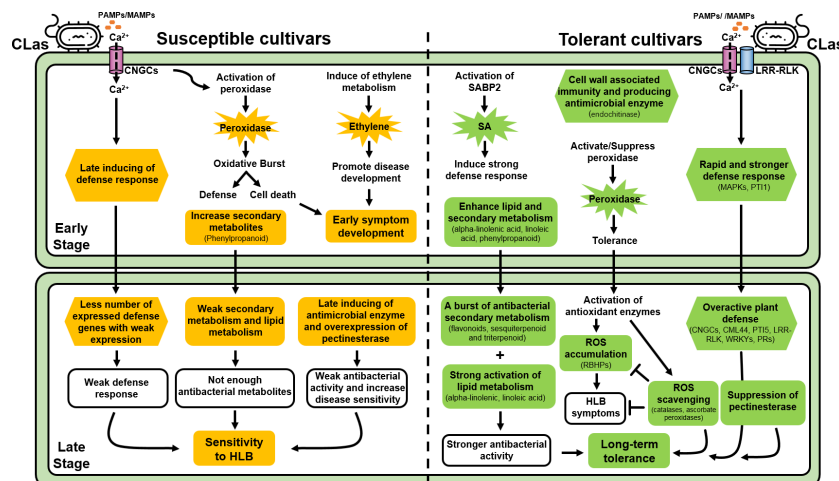 PAMPs/MAMPs
Ca²⁺
CLas
CNGCs
Ca²⁺
Susceptible cultivars
Activation of
peroxidase
Peroxidase
Oxidative Burst
Defense
Cell death
Induce of ethylene
metabolism
Ethylene
Promote disease
development
Early symptom
development
Late inducing of
defense response
Increase secondary
metabolites
(Phenylpropanoid)
Early
Stage
Tolerant cultivars
PAMPs/ /MAMPs
Ca²⁺
CLas
CNGCs
LRR-RLK
Ca²⁺
Activation of
SABP2
SA
Induce strong
defense response
Enhance lipid and
secondary metabolism
(alpha-linolenic acid, linoleic
acid, phenylpropanoid)
Cell wall associated
immunity and producing
antimicrobial enzyme
(endochitinase)
Activate/Suppress
peroxidase
Peroxidase
Tolerance
Rapid and stronger
defense response
(MAPKs, PTI1)
Less number of
expressed defense
genes with weak
expression
Weak defense
response
Weak secondary
metabolism and lipid
metabolism
Not enough
antibacterial metabolites
Late inducing of
antimicrobial enzyme
and overexpression of
pectinesterase
Weak antibacterial
activity and increase
disease sensitivity
Sensitivity
to HLB
Late
Stage
A burst of antibacterial
secondary metabolism
(flavonoids, sesquiterpenoid
and triterpenoid)
+
Strong activation of
lipid metabolism
(alpha-linolenic, linoleic acid)
Stronger antibacterial
activity
Activation of
antioxidant enzymes
ROS
accumulation
(RBHPs)
HLB
symptoms
ROS
scavenging
(catalases, ascorbate
peroxidases)
Long-term
tolerance
Overactive plant
defense
(CNGCs, CML44, PTI5, LRR-
RLK, WRKYs, PRs)
Suppression of
pectinesterase